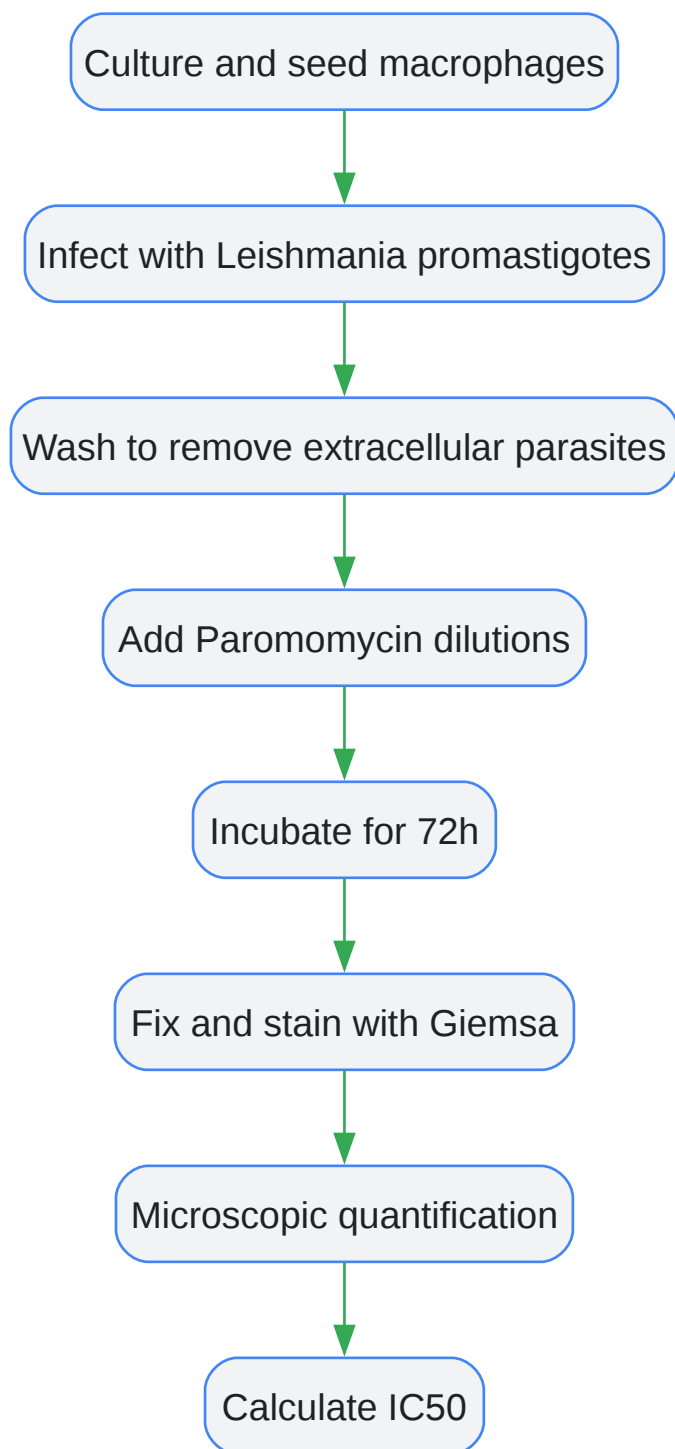 Culture and seed macrophages
Infect with Leishmania promastigotes
Wash to remove extracellular parasites
Add Paromomycin dilutions
Incubate for 72h
Fix and stain with Giemsa
Microscopic quantification
Calculate IC50